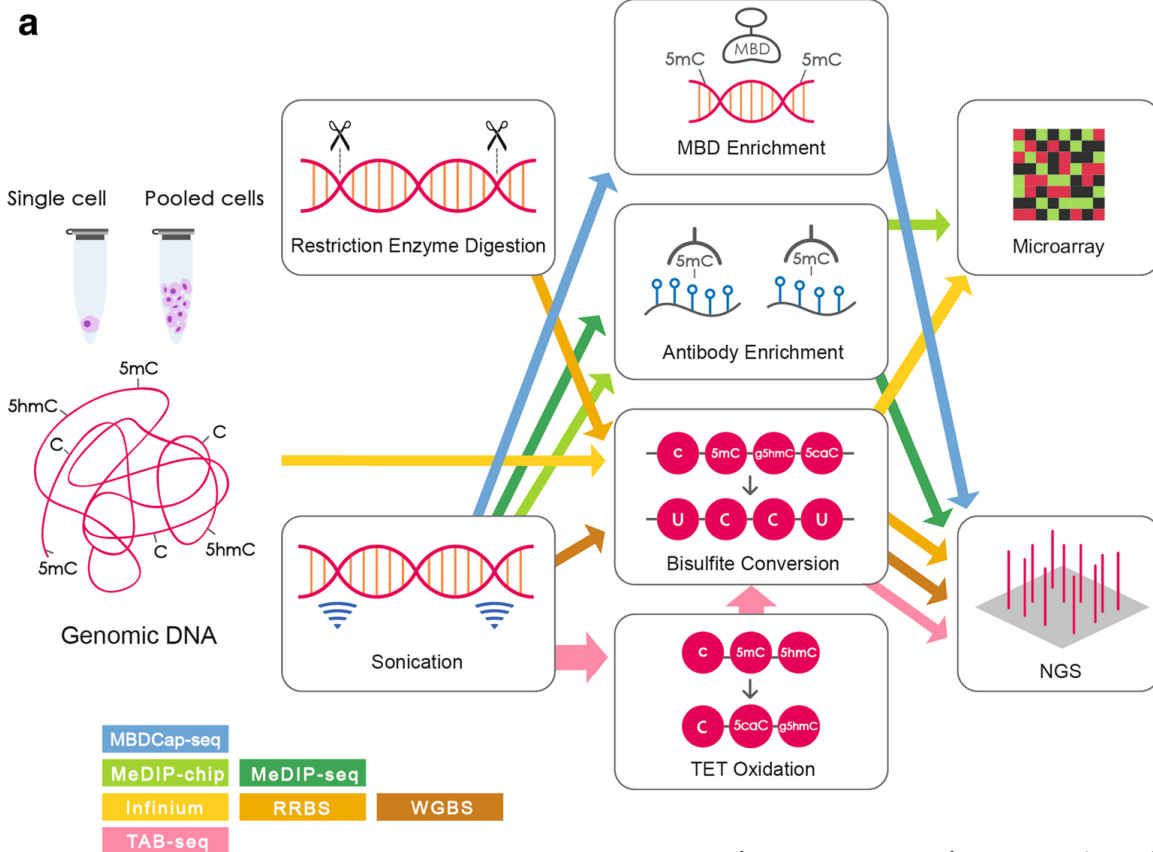 a
Single cell
Pooled cells
5mC
5hmC
C
C
C
5hmC
5mC
Genomic DNA
Restriction Enzyme Digestion
Sonication
MBD
5mC
5mC
MBD Enrichment
5mC
5mC
Antibody Enrichment
C 5mC g5hmC 5caC
U C C U
Bisulfite Conversion
C 5mC 5hmC
C 5caC g5hmC
TET Oxidation
Microarray
NGS
MBDCap-seq
MeDIP-chip MeDIP-seq
Infinium RRBS WGBS
TAB-seq